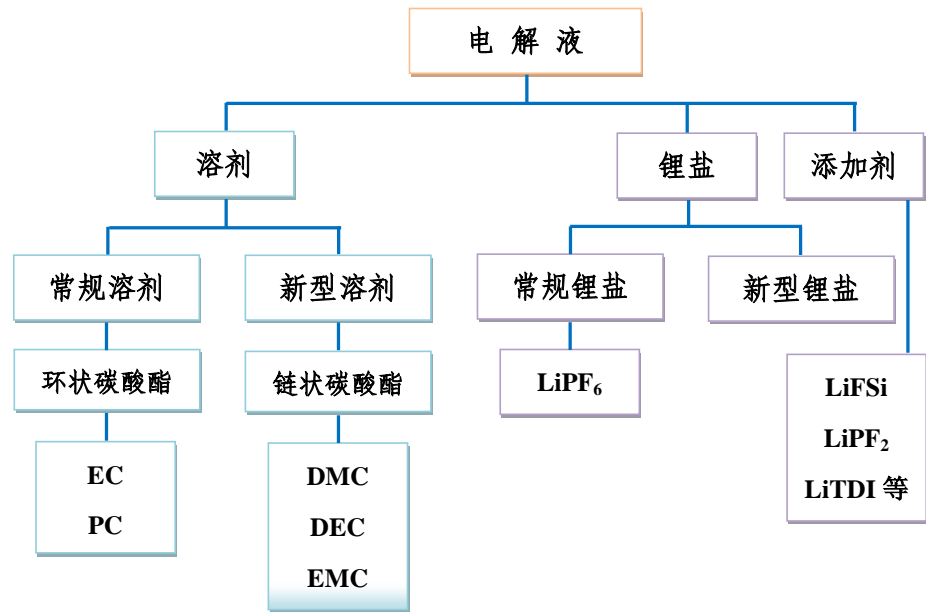 电 解 液
溶剂
锂盐
添加剂
常规溶剂
新型溶剂
常规锂盐
新型锂盐
环状碳酸酯
链状碳酸酯
LiPF₆
EC
PC
DMC
DEC
EMC
LiFSi
LiPF₂
LiTDI 等